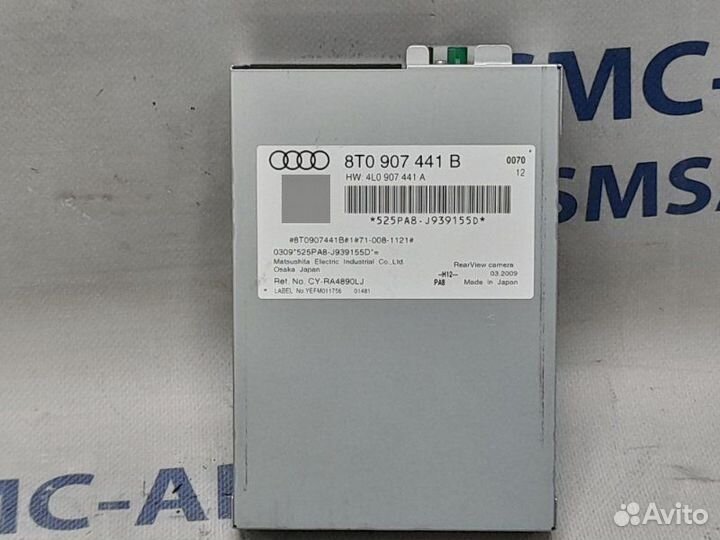 SMC-A
SMSMA
8T0 907 441 B
0070
HW: 4L0 907 441 A
12
*525PA8-J939155D*
#8T0907441B#1#71-008-1121#
0309*525PA8-J939155D*=
Matsushita Electric Industrial Co.,Ltd.
Osaka Japan
RearView camera
-H12-
03.2009
Ref. No. CY-RA4890LJ
PA8
Made in Japan
* LABEL No.YEFM011756 01481
MC-A
Avito